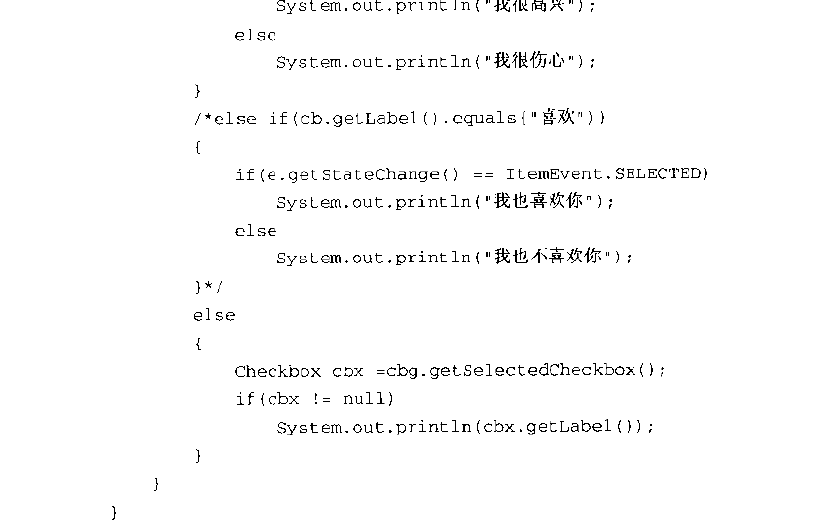 System.out.println("我很高兴");
else
System.out.println("我很伤心");
}
/*else if(cb.getLabel().equals("喜欢"))
{
if(e.getStateChange() == ItemEvent.SELECTED)
System.out.println("我也喜欢你");
else
System.out.println("我也不喜欢你");
}*/
else
{
Checkbox cbx =cbg.getSelectedCheckbox();
if(cbx != null)
System.out.println(cbx.getLabel());
}
}
}